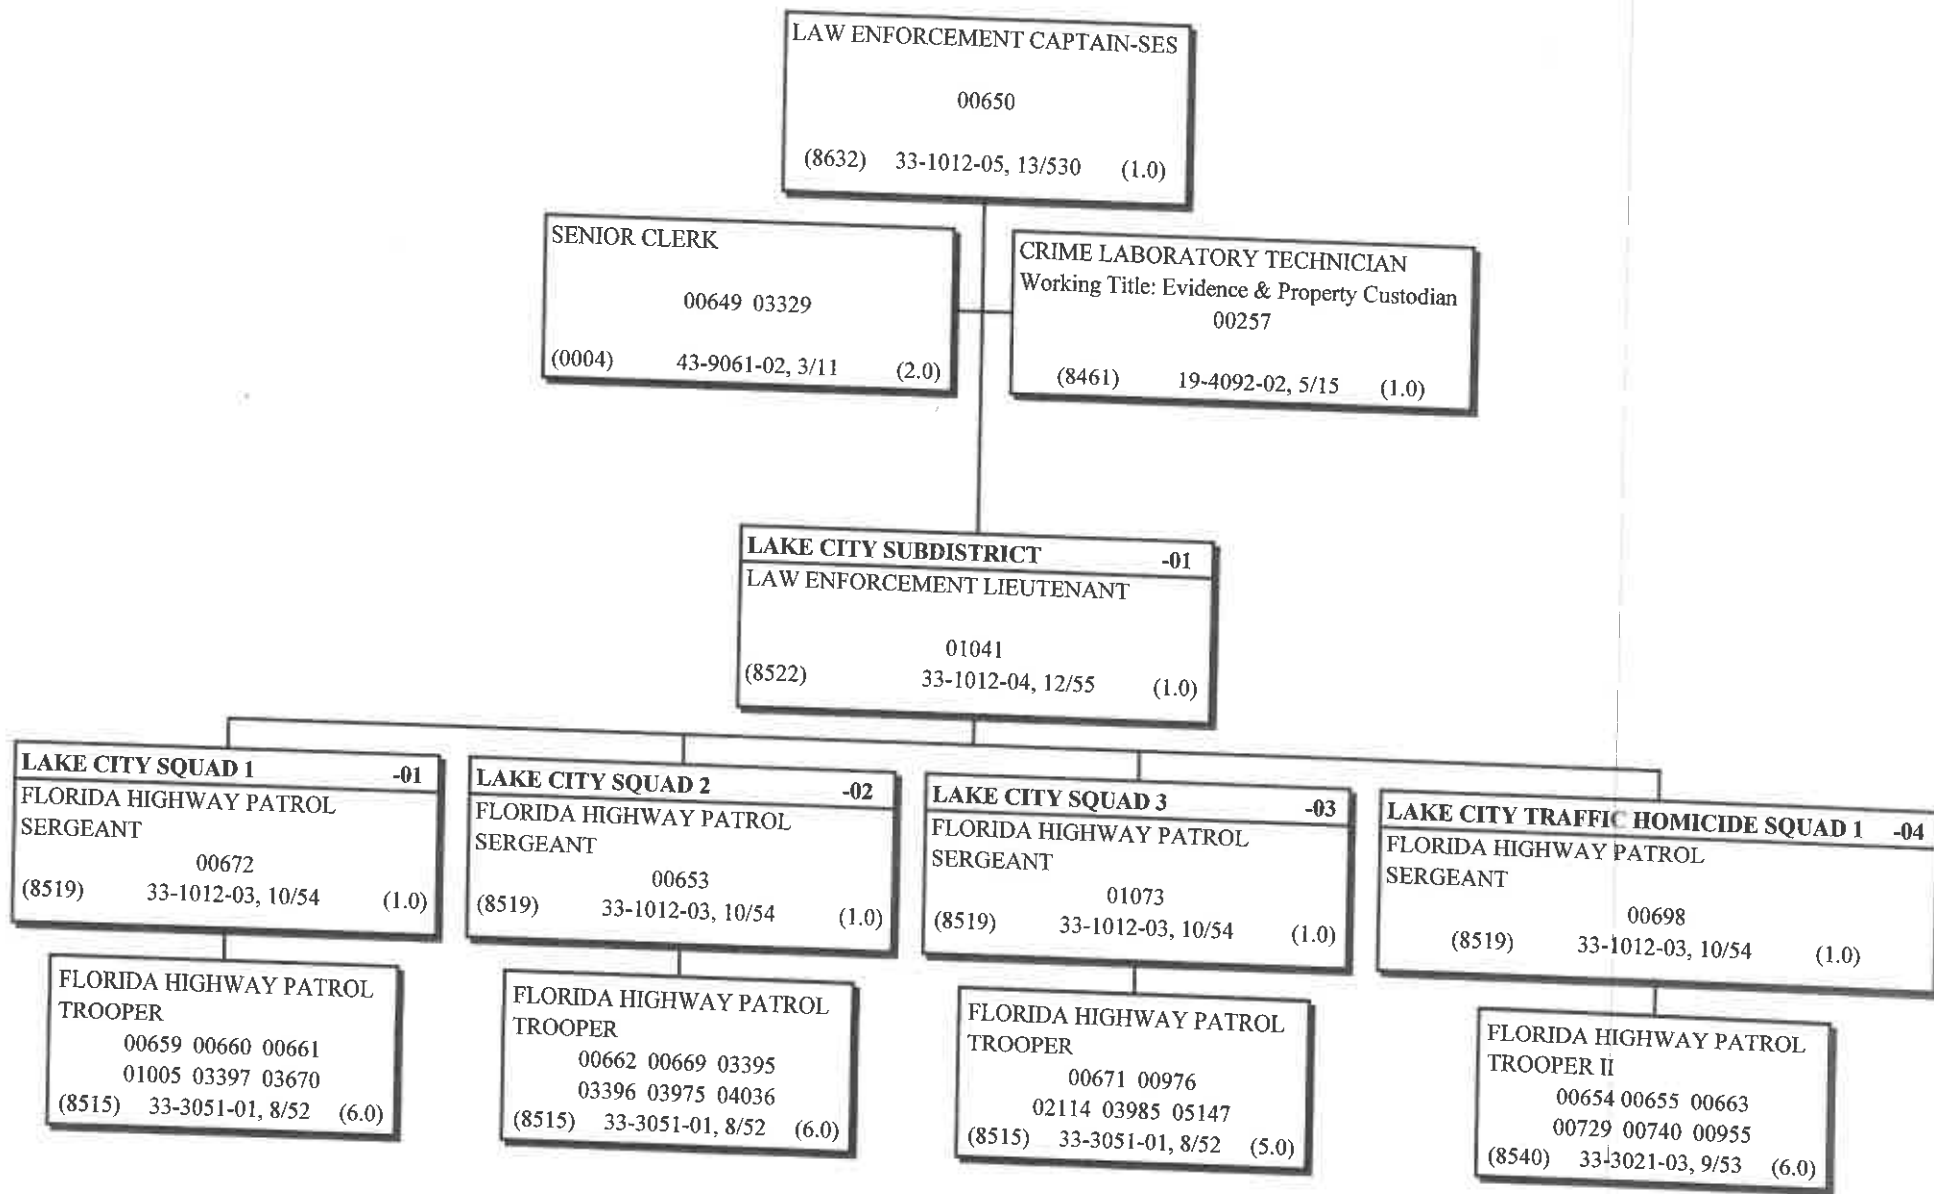 LAW ENFORCEMENT CAPTAIN-SES
00650
(8632) 33-1012-05, 13/530 (1.0)
SENIOR CLERK
00649 03329
(0004) 43-9061-02, 3/11 (2.0)
CRIME LABORATORY TECHNICIAN
Working Title: Evidence & Property Custodian
00257
(8461) 19-4092-02, 5/15 (1.0)
LAKE CITY SUBDISTRICT -01
LAW ENFORCEMENT LIEUTENANT
01041
(8522) 33-1012-04, 12/55 (1.0)
LAKE CITY SQUAD 1 -01
FLORIDA HIGHWAY PATROL
SERGEANT
00672
(8519) 33-1012-03, 10/54 (1.0)
FLORIDA HIGHWAY PATROL
TROOPER
00659 00660 00661
01005 03397 03670
(8515) 33-3051-01, 8/52 (6.0)
LAKE CITY SQUAD 2 -02
FLORIDA HIGHWAY PATROL
SERGEANT
00653
(8519) 33-1012-03, 10/54 (1.0)
FLORIDA HIGHWAY PATROL
TROOPER
00662 00669 03395
03396 03975 04036
(8515) 33-3051-01, 8/52 (6.0)
LAKE CITY SQUAD 3 -03
FLORIDA HIGHWAY PATROL
SERGEANT
01073
(8519) 33-1012-03, 10/54 (1.0)
FLORIDA HIGHWAY PATROL
TROOPER
00671 00976
02114 03985 05147
(8515) 33-3051-01, 8/52 (5.0)
LAKE CITY TRAFFIC HOMICIDE SQUAD 1 -04
FLORIDA HIGHWAY PATROL
SERGEANT
00698
(8519) 33-1012-03, 10/54 (1.0)
FLORIDA HIGHWAY PATROL
TROOPER II
00654 00655 00663
00729 00740 00955
(8540) 33-3021-03, 9/53 (6.0)